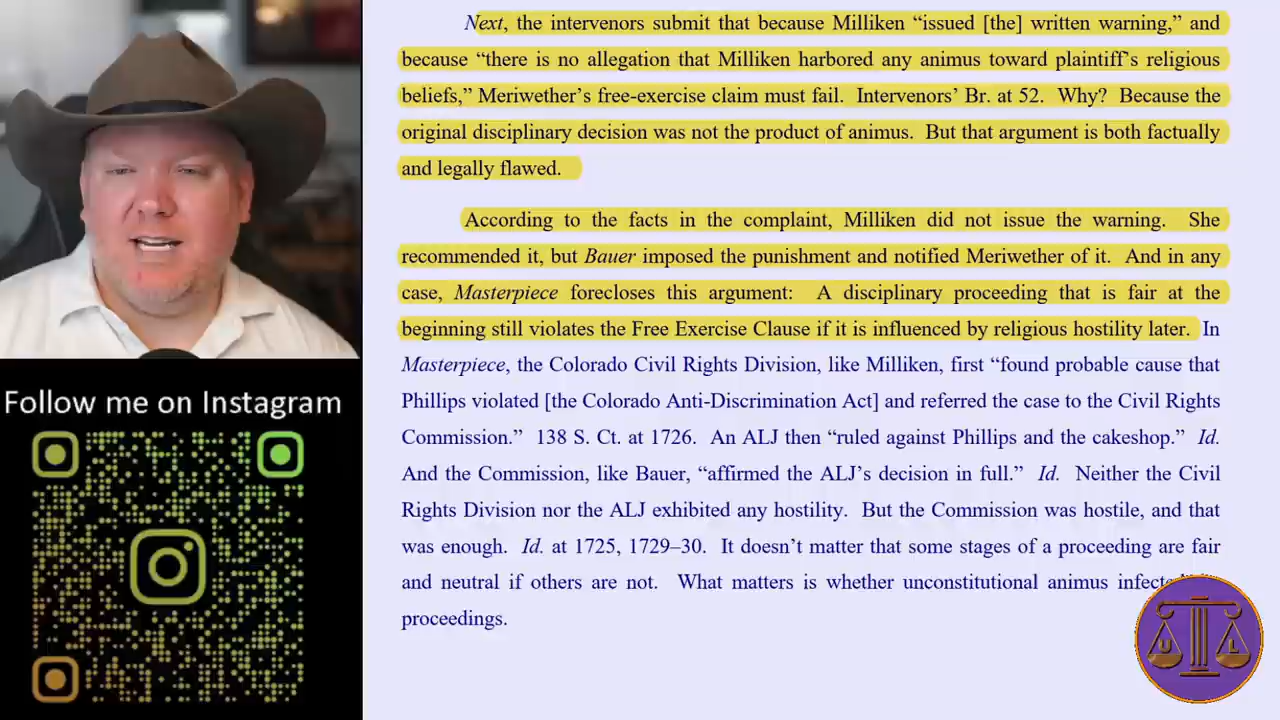 Next, the intervenors submit that because Milliken “issued [the] written warning,” and
because “there is no allegation that Milliken harbored any animus toward plaintiff’s religious
beliefs,” Meriwether’s free-exercise claim must fail. Intervenors’ Br. at 52. Why? Because the
original disciplinary decision was not the product of animus. But that argument is both factually
and legally flawed.
According to the facts in the complaint, Milliken did not issue the warning. She
recommended it, but Bauer imposed the punishment and notified Meriwether of it. And in any
case, Masterpiece forecloses this argument: A disciplinary proceeding that is fair at the
beginning still violates the Free Exercise Clause if it is influenced by religious hostility later. In
Masterpiece, the Colorado Civil Rights Division, like Milliken, first “found probable cause that
Phillips violated [the Colorado Anti-Discrimination Act] and referred the case to the Civil Rights
Commission.” 138 S. Ct. at 1726. An ALJ then “ruled against Phillips and the cakeshop.” Id.
And the Commission, like Bauer, “affirmed the ALJ’s decision in full.” Id. Neither the Civil
Rights Division nor the ALJ exhibited any hostility. But the Commission was hostile, and that
was enough. Id. at 1725, 1729–30. It doesn’t matter that some stages of a proceeding are fair
and neutral if others are not. What matters is whether unconstitutional animus
proceedings.
Follow me on Instagram
U L